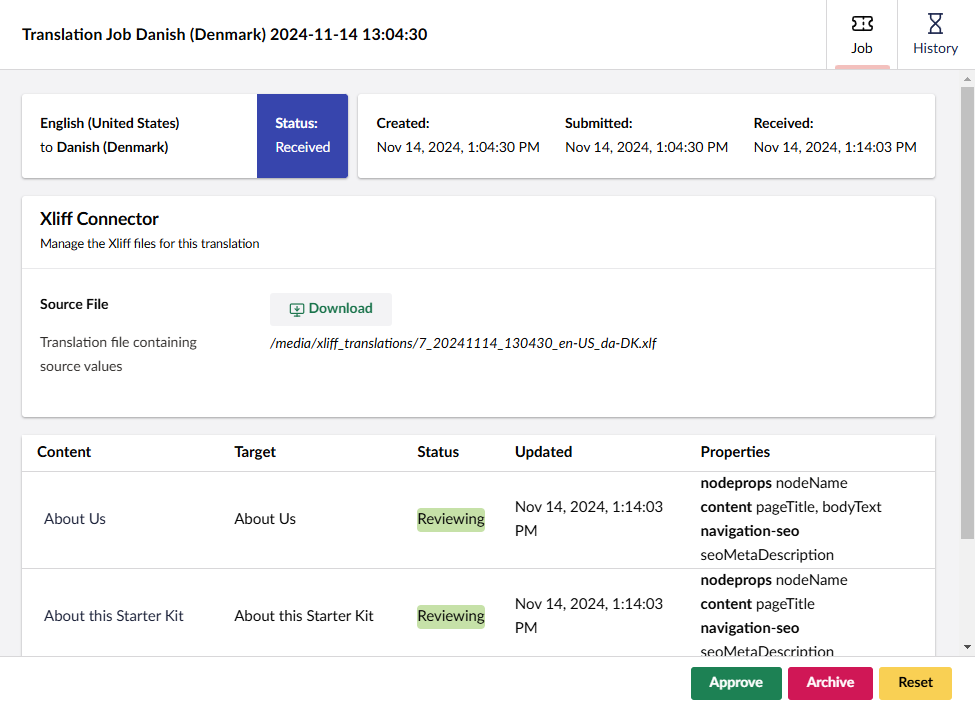 Translation Job Danish (Denmark) 2024-11-14 13:04:30
Job
History
English (United States)
to Danish (Denmark)
Status:
Received
Created:
Nov 14, 2024, 1:04:30 PM
Submitted:
Nov 14, 2024, 1:04:30 PM
Received:
Nov 14, 2024, 1:14:03 PM
Xliff Connector
Manage the Xliff files for this translation
Source File
Translation file containing
source values
Download
/media/xliff_translations/7_20241114_130430_en-US_da-DK.xlf
Content Target Status Updated Properties
About Us
About Us
Reviewing
Nov 14, 2024, 1:14:03
PM
nodeprops nodeName
content pageTitle, bodyText
navigation-seo
seoMetaDescription
About this Starter Kit
About this Starter Kit
Reviewing
Nov 14, 2024, 1:14:03
PM
nodeprops nodeName
content pageTitle
navigation-seo
seoMetaDescription
Approve
Archive
Reset